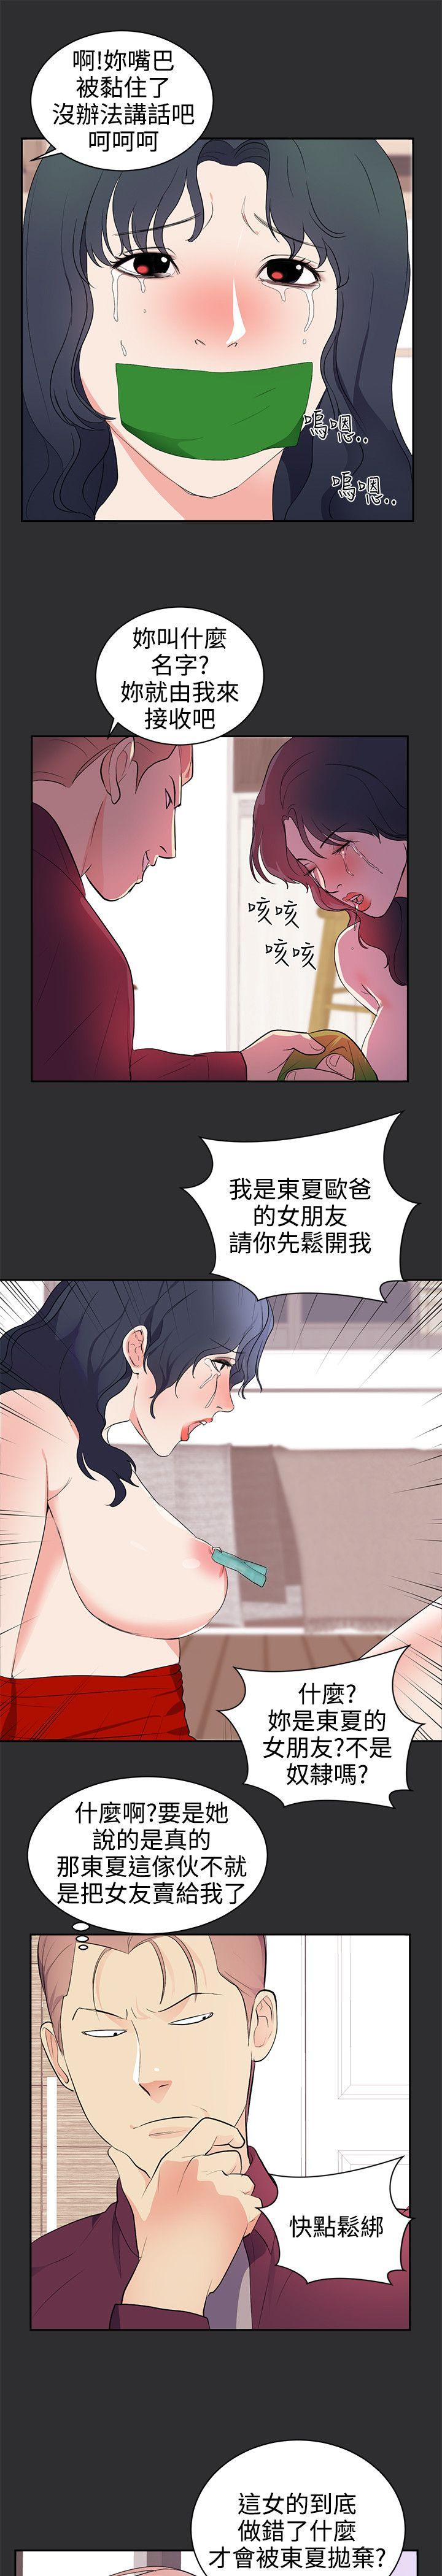 啊!妳嘴巴
被黏住了
沒辦法講話吧
呵呵呵
嗚嗯..
嗚嗯..
妳叫什麼
名字?
妳就由我來
接收吧
咳咳
咳咳
我是東夏歐爸
的女朋友
請你先鬆開我
什麼?
妳是東夏的
女朋友?不是
奴隸嗎?
什麼啊?要是她
說的是真的
那東夏這傢伙不就
是把女友賣給我了
快點鬆綁
這女的到底
做錯了什麼
才會被東夏拋棄?